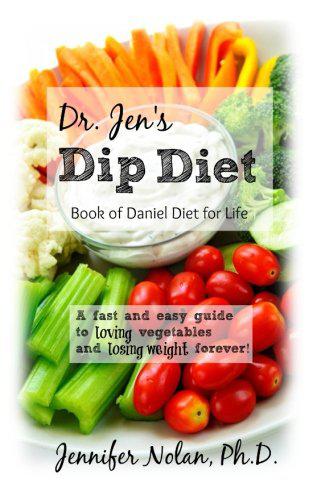 Dr. Jen's
Dip Diet
Book of Daniel Diet for Life
A fast and easy guide
to loving vegetables
and losing weight forever!
Jennifer Nolan, Ph.D.